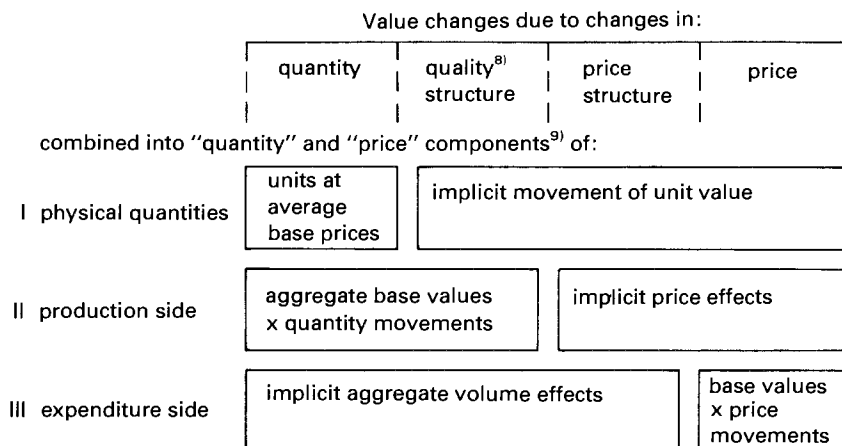 Value changes due to changes in:
quantity
quality⁸⁾
structure
price
structure
price
combined into "quantity" and "price" components⁹⁾ of:
I physical quantities
units at
average
base prices
implicit movement of unit value
II production side
aggregate base values
x quantity movements
implicit price effects
III expenditure side
implicit aggregate volume effects
base values
x price
movements